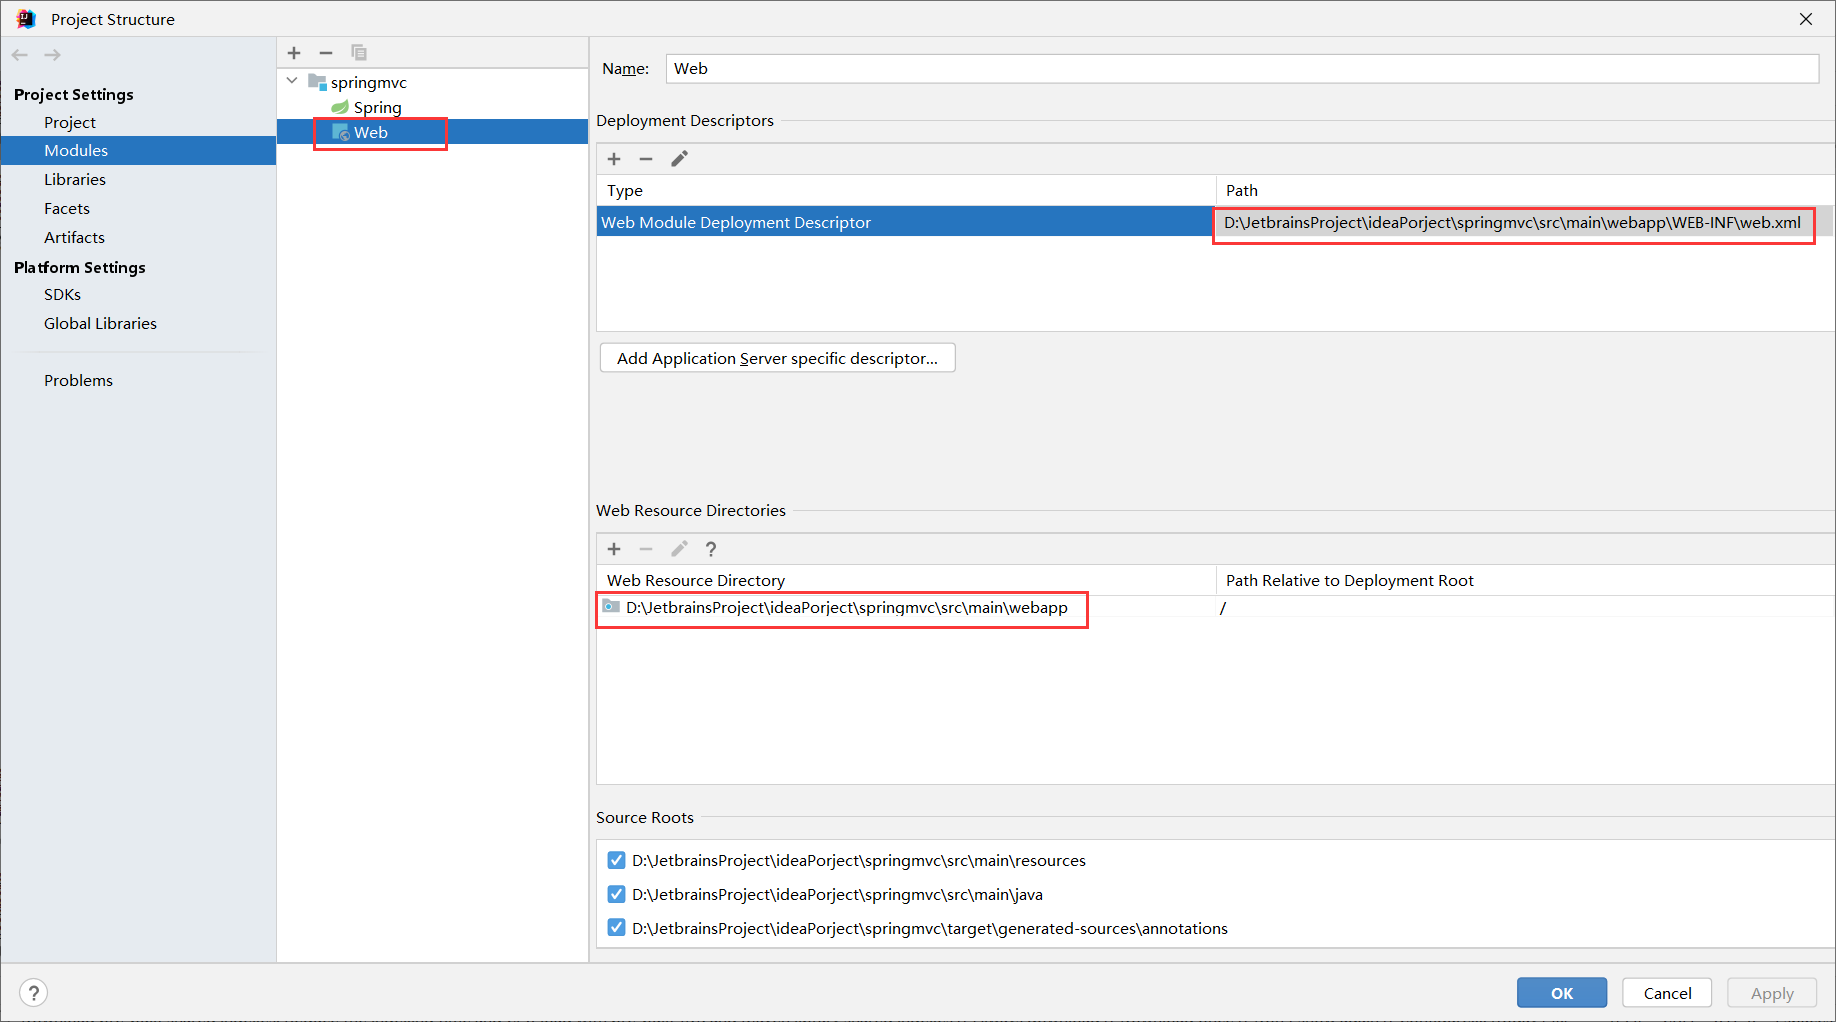 Project Structure
Project Settings
Project
Modules
Libraries
Facets
Artifacts
Platform Settings
SDKs
Global Libraries
Problems
springmvc
Spring
Web
Name: Web
Deployment Descriptors
Type Path
Web Module Deployment Descriptor D:\JetbrainsProject\ideaPorject\springmvc\src\main\webapp\WEB-INF\web.xml
Add Application Server specific descriptor...
Web Resource Directories
?
Web Resource Directory Path Relative to Deployment Root
D:\JetbrainsProject\ideaPorject\springmvc\src\main\webapp /
Source Roots
D:\JetbrainsProject\ideaPorject\springmvc\src\main\resources
D:\JetbrainsProject\ideaPorject\springmvc\src\main\java
D:\JetbrainsProject\ideaPorject\springmvc\target\generated-sources\annotations
? OK Cancel Apply